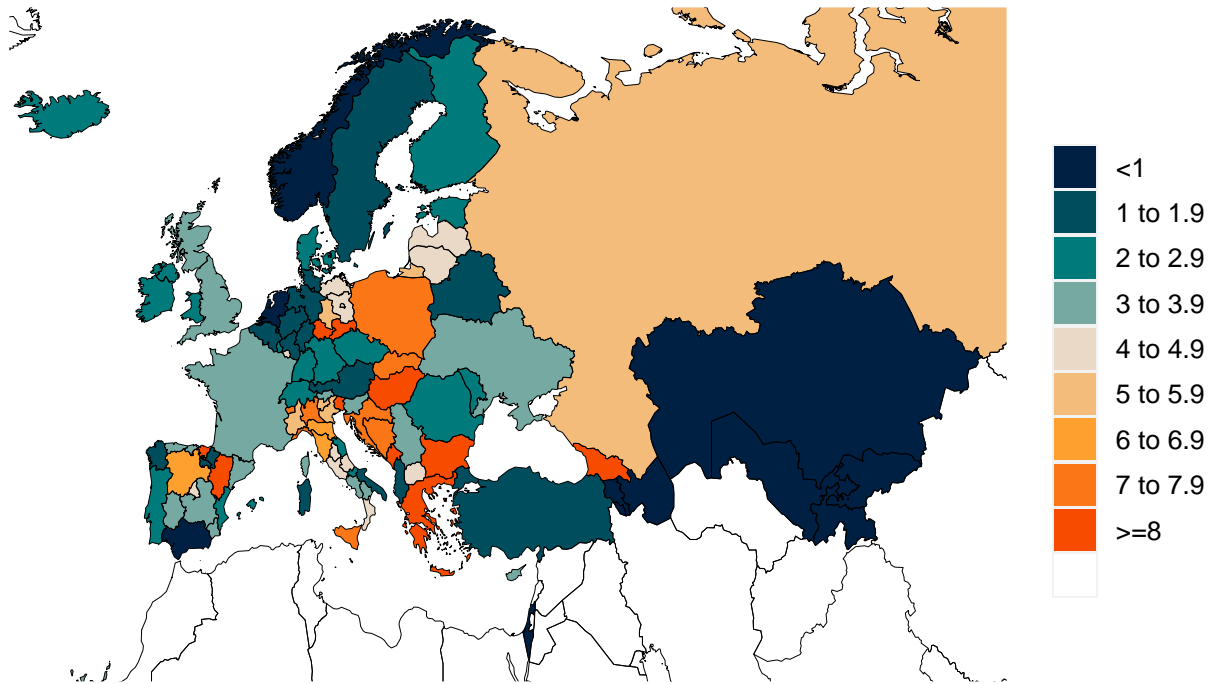 <1
1 to 1.9
2 to 2.9
3 to 3.9
4 to 4.9
5 to 5.9
6 to 6.9
7 to 7.9
>=8